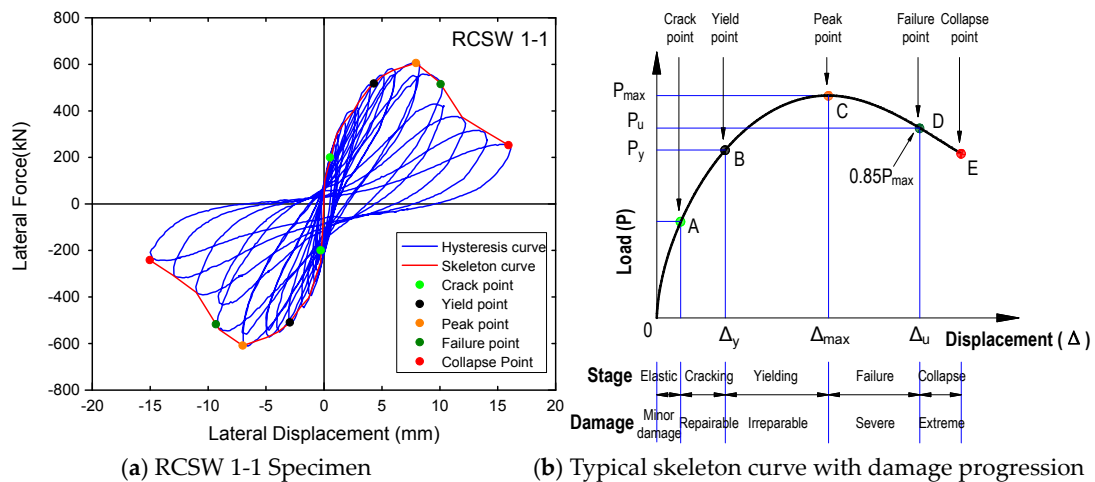 RCSW 1-1
800
600
400
200
0
-200
-400
-600
-800
-20
-15
-10
-5
0
5
10
15
20
Lateral Force(kN)
Lateral Displacement (mm)
Hysteresis curve
Skeleton curve
Crack point
Yield point
Peak point
Failure point
Collapse Point
(a) RCSW 1-1 Specimen
Crack
point
Yield
point
Peak
point
Failure
point
Collapse
point
Pmax
Pu
Py
Load (P)
A
B
C
D
E
0.85Pmax
0
Δy
Δmax
Δu
Displacement ( Δ )
Stage
Elastic
Cracking
Yielding
Failure
Collapse
Damage
Minor
damage
Repairable
Irreparable
Severe
Extreme
(b) Typical skeleton curve with damage progression